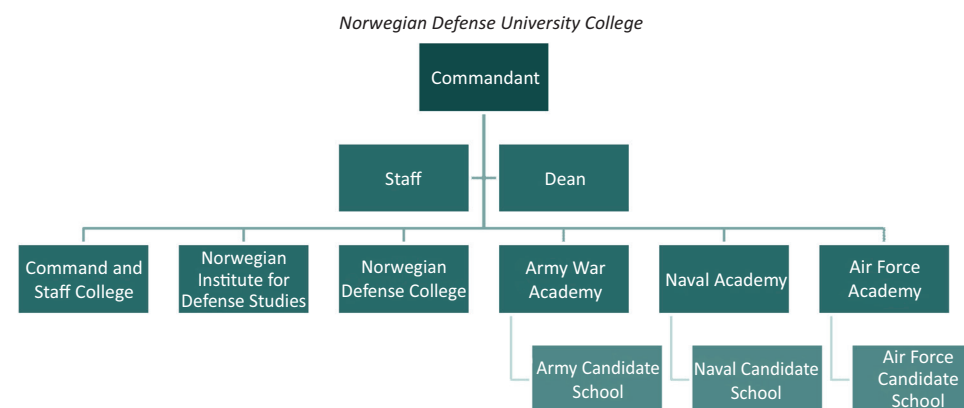 Norwegian Defense University College
Commandant
Staff
Dean
Command and
Staff College
Norwegian
Institute for
Defense Studies
Norwegian
Defense College
Army War
Academy
Naval Academy
Air Force
Academy
Army Candidate
School
Naval Candidate
School
Air Force
Candidate
School